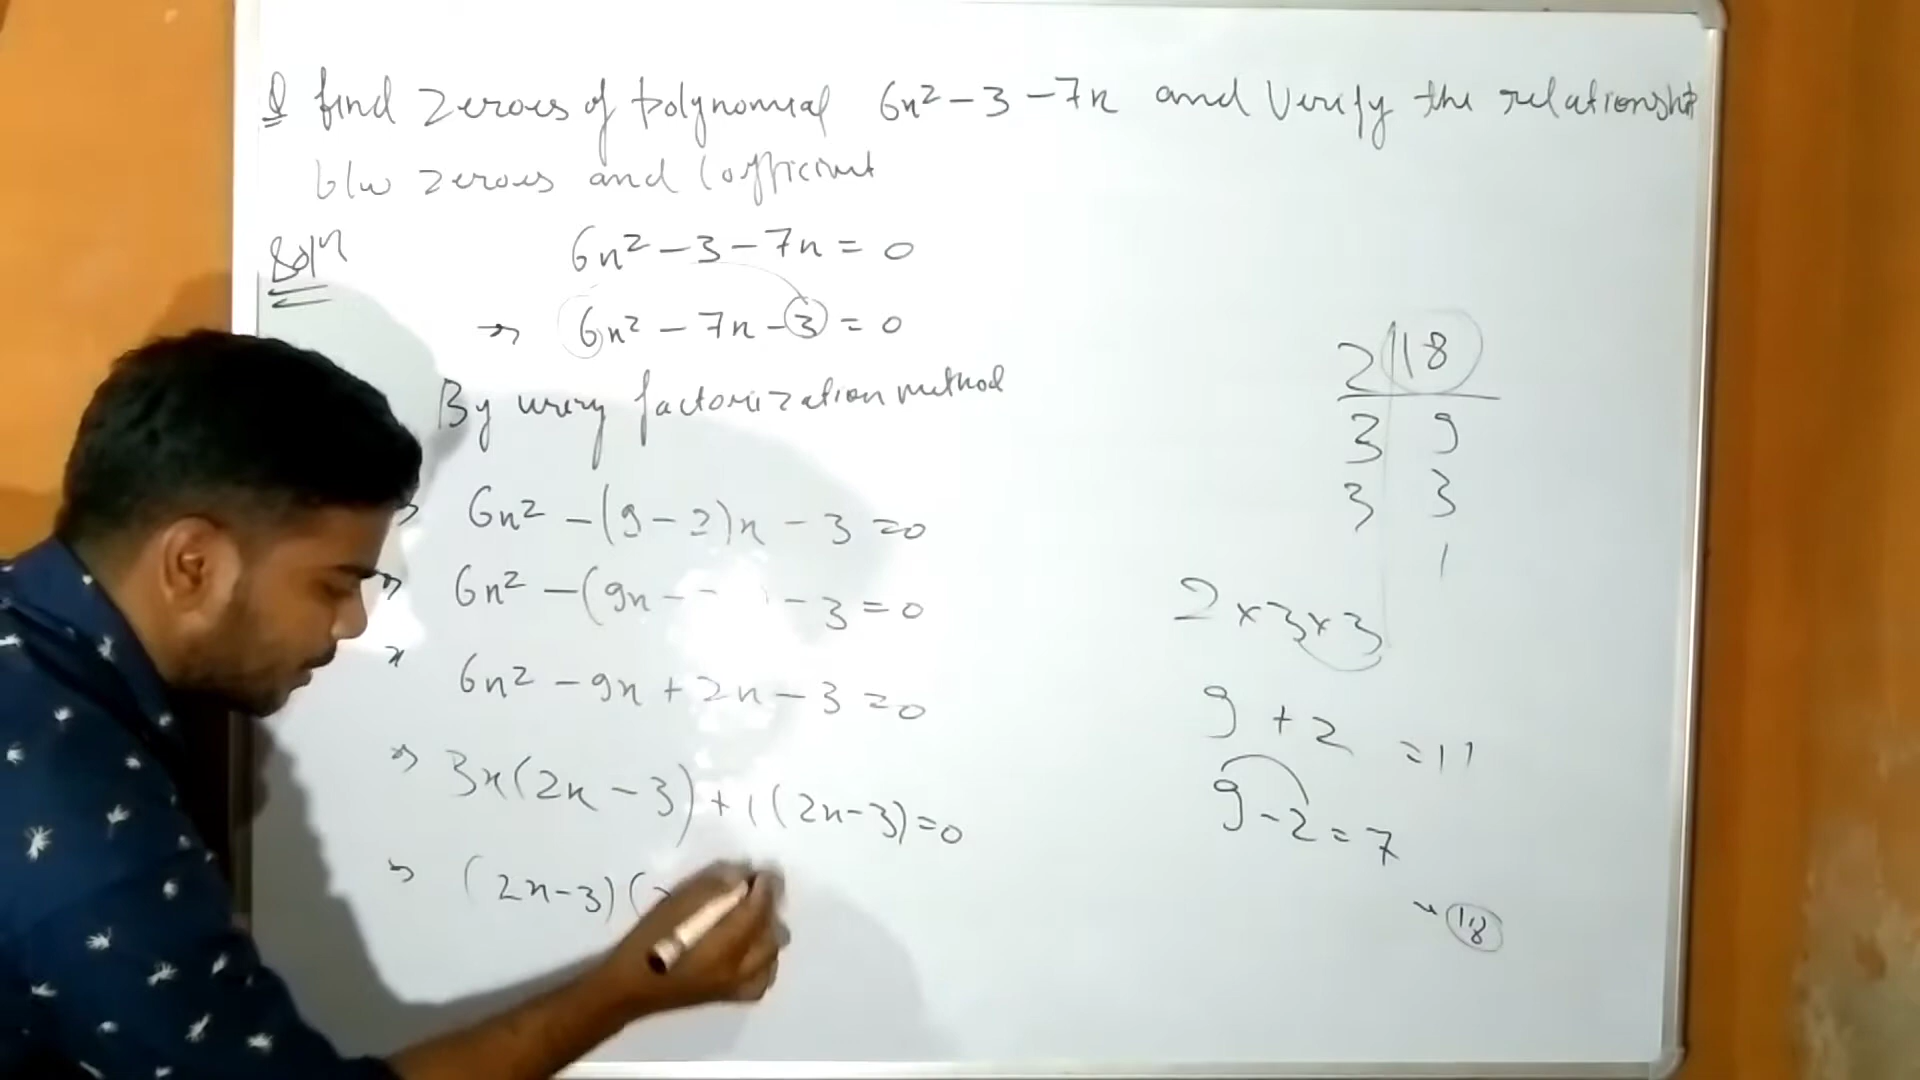 Q find zeroes of polynomial 6x² - 3 - 7x and verify the relationship
b/w zeroes and Cofficient
Solⁿ
6x² - 3 - 7x = 0
⇒ 6x² - 7x - 3 = 0
By using factorization method
⇒ 6x² - (9 - 2)x - 3 = 0
⇒ 6x² - (9x - - 3 = 0
⇒ 6x² - 9x + 2x - 3 = 0
⇒ 3x(2x - 3) + 1(2x - 3) = 0
⇒ (2x - 3)(
2 18
3 9
3 3
1
2 × 3 × 3
9 + 2 = 11
9 - 2 = 7
18